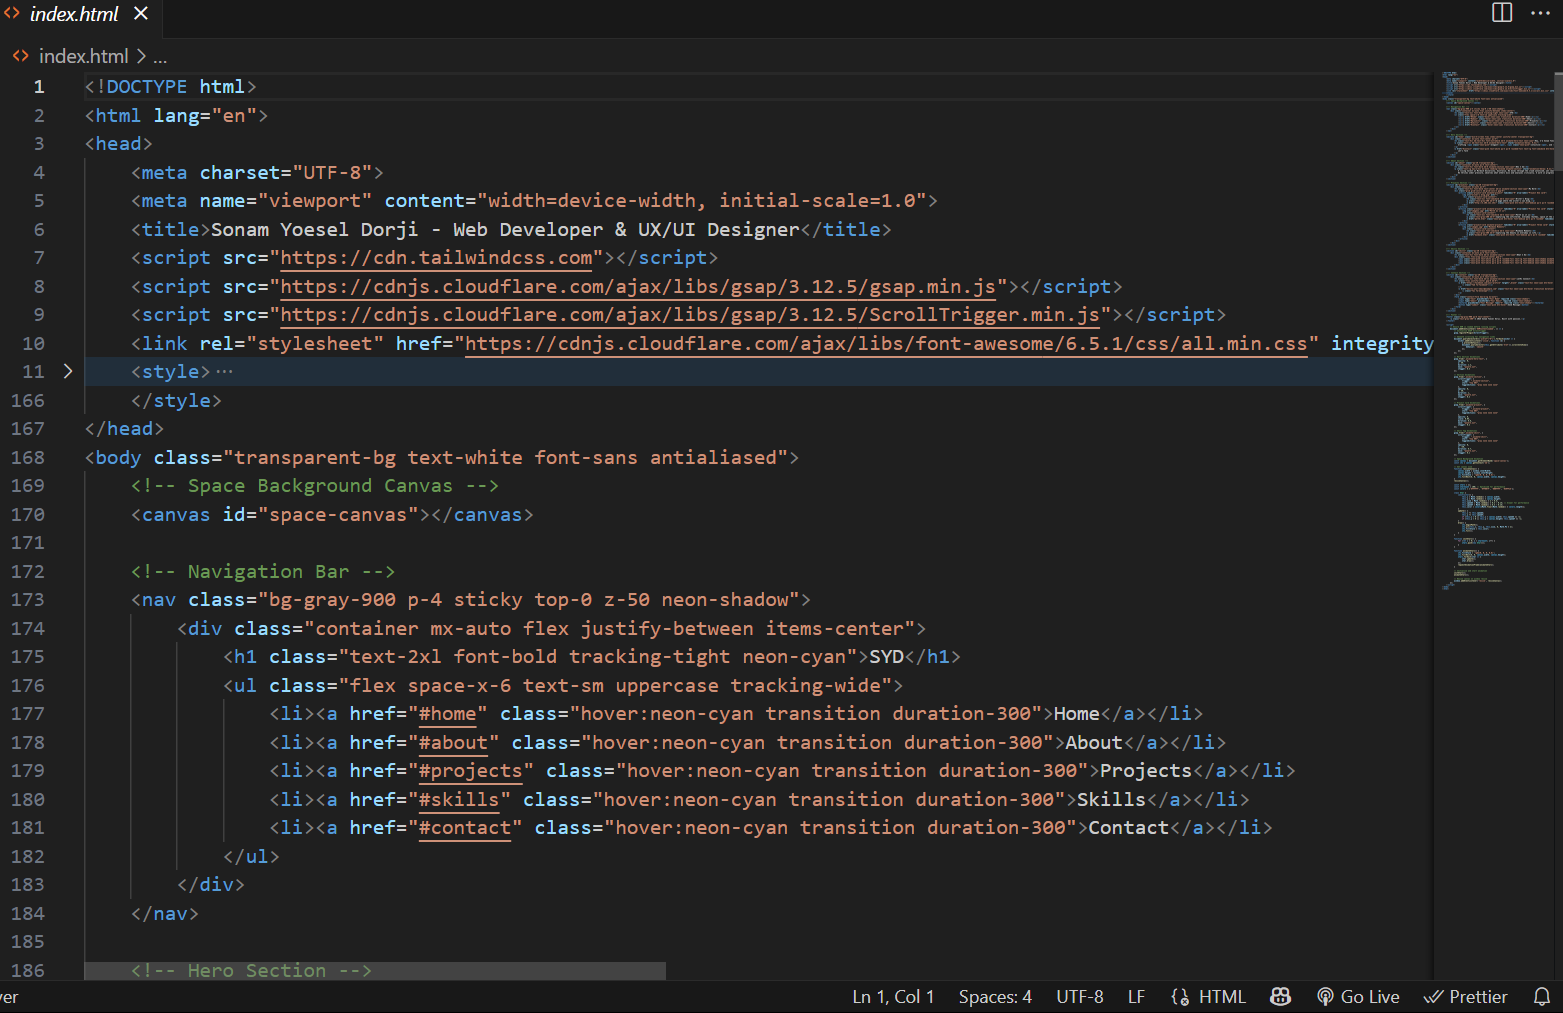 index.html
index.html > ...
1 <!DOCTYPE html>
2 <html lang="en">
3 <head>
4 <meta charset="UTF-8">
5 <meta name="viewport" content="width=device-width, initial-scale=1.0">
6 <title>Sonam Yoesel Dorji - Web Developer & UX/UI Designer</title>
7 <script src="https://cdn.tailwindcss.com"></script>
8 <script src="https://cdnjs.cloudflare.com/ajax/libs/gsap/3.12.5/gsap.min.js"></script>
9 <script src="https://cdnjs.cloudflare.com/ajax/libs/gsap/3.12.5/ScrollTrigger.min.js"></script>
10 <link rel="stylesheet" href="https://cdnjs.cloudflare.com/ajax/libs/font-awesome/6.5.1/css/all.min.css" integrity
11 <style>...
166 </style>
167 </head>
168 <body class="transparent-bg text-white font-sans antialiased">
169 <!-- Space Background Canvas -->
170 <canvas id="space-canvas"></canvas>
171
172 <!-- Navigation Bar -->
173 <nav class="bg-gray-900 p-4 sticky top-0 z-50 neon-shadow">
174 <div class="container mx-auto flex justify-between items-center">
175 <h1 class="text-2xl font-bold tracking-tight neon-cyan">SYD</h1>
176 <ul class="flex space-x-6 text-sm uppercase tracking-wide">
177 <li><a href="#home" class="hover:neon-cyan transition duration-300">Home</a></li>
178 <li><a href="#about" class="hover:neon-cyan transition duration-300">About</a></li>
179 <li><a href="#projects" class="hover:neon-cyan transition duration-300">Projects</a></li>
180 <li><a href="#skills" class="hover:neon-cyan transition duration-300">Skills</a></li>
181 <li><a href="#contact" class="hover:neon-cyan transition duration-300">Contact</a></li>
182 </ul>
183 </div>
184 </nav>
185
186 <!-- Hero Section -->
ver Ln 1, Col 1 Spaces: 4 UTF-8 LF HTML Go Live Prettier